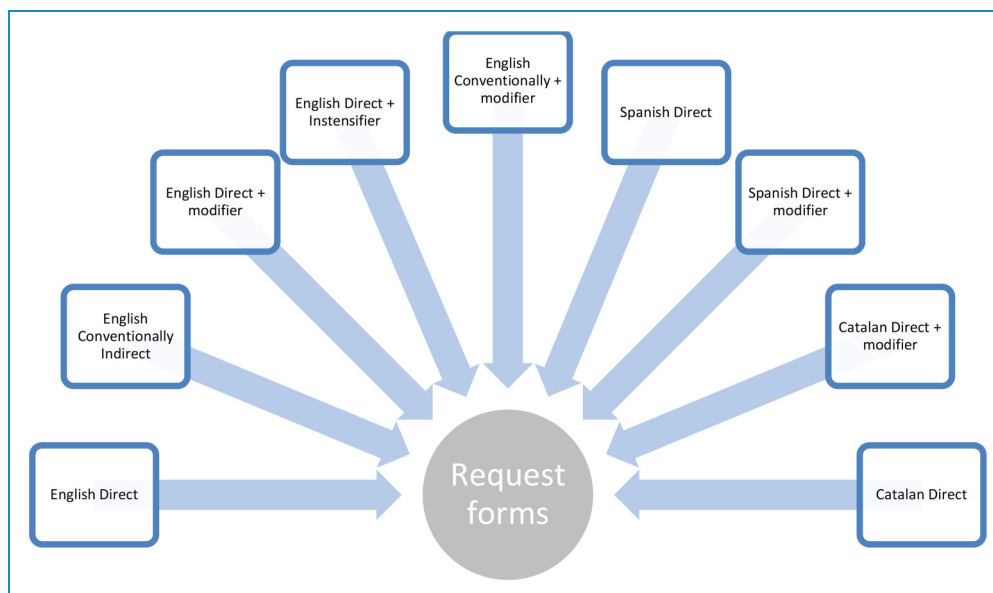 English
Conventionally +
modifier
English Direct +
Instensifier
Spanish Direct
English Direct +
modifier
Spanish Direct +
modifier
English
Conventionally
Indirect
Catalan Direct +
modifier
English Direct
Request
forms
Catalan Direct